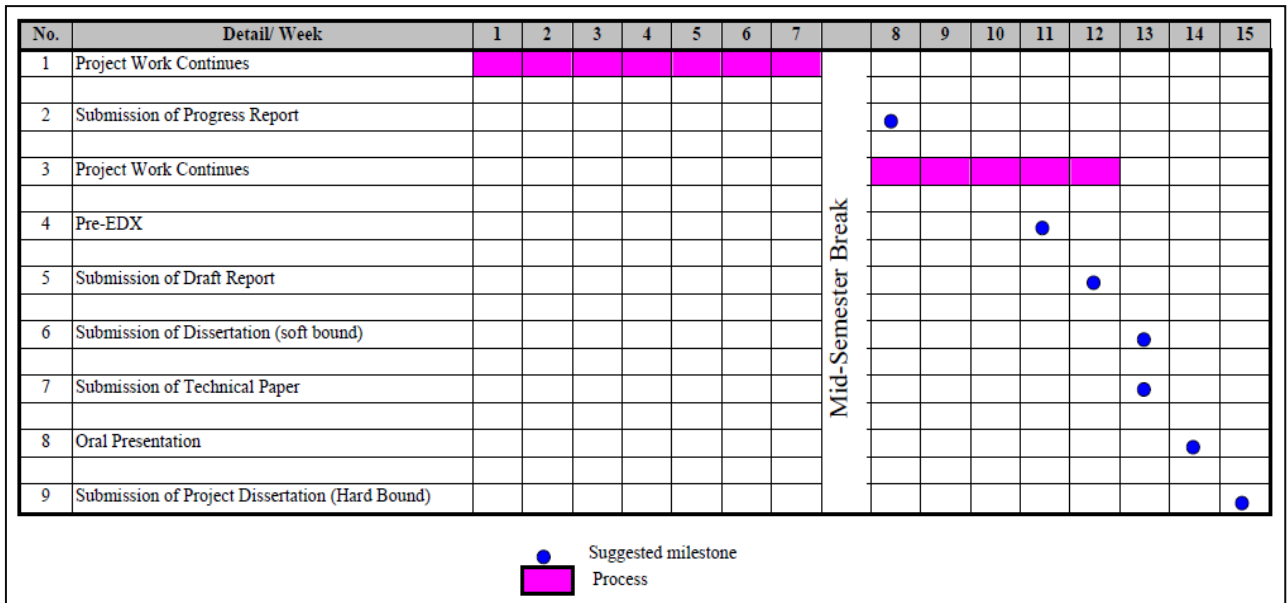 No. Detail/ Week 1 2 3 4 5 6 7 8 9 10 11 12 13 14 15
1 Project Work Continues
2 Submission of Progress Report
3 Project Work Continues
4 Pre-EDX
5 Submission of Draft Report
6 Submission of Dissertation (soft bound)
7 Submission of Technical Paper
8 Oral Presentation
9 Submission of Project Dissertation (Hard Bound)
Mid-Semester Break
Suggested milestone
Process